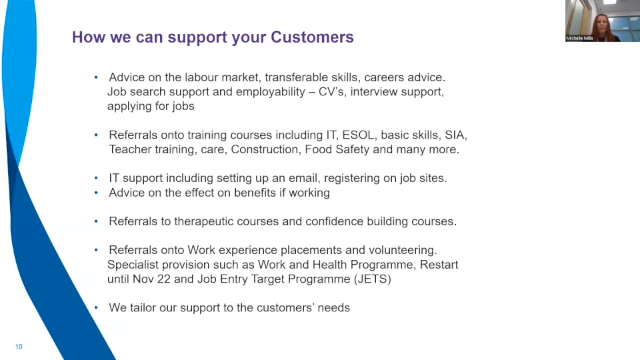 How we can support your Customers
Michelle Mills
• Advice on the labour market, transferable skills, careers advice.
Job search support and employability – CV's, interview support,
applying for jobs
• Referrals onto training courses including IT, ESOL, basic skills, SIA,
Teacher training, care, Construction, Food Safety and many more.
• IT support including setting up an email, registering on job sites.
• Advice on the effect on benefits if working
• Referrals to therapeutic courses and confidence building courses.
• Referrals onto Work experience placements and volunteering.
Specialist provision such as Work and Health Programme, Restart
until Nov 22 and Job Entry Target Programme (JETS)
• We tailor our support to the customers' needs
10